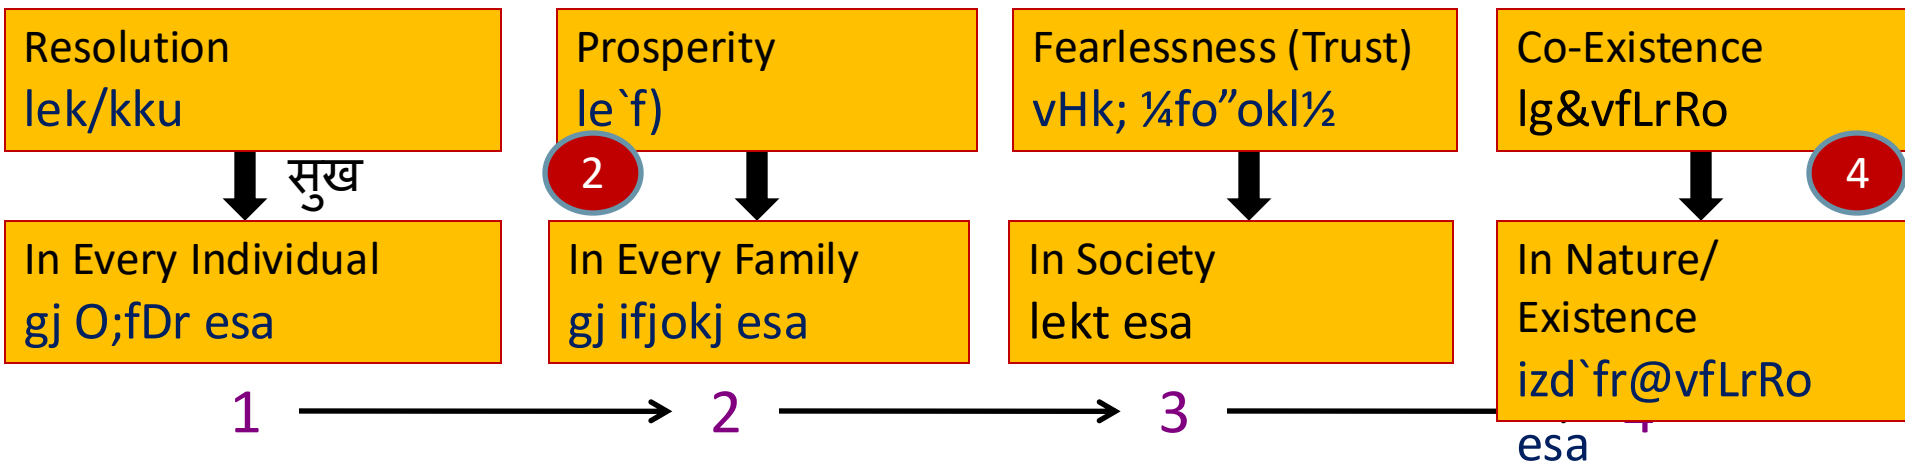 Resolution
lek/kku
Prosperity
le`f)
Fearlessness (Trust)
vHk; ¼fo”okl½
Co-Existence
lg&vfLrRo
सुख
2
4
In Every Individual
gj O;fDr esa
In Every Family
gj ifjokj esa
In Society
lekt esa
In Nature/
Existence
izd`fr@vfLrRo
esa
1
2
3
4